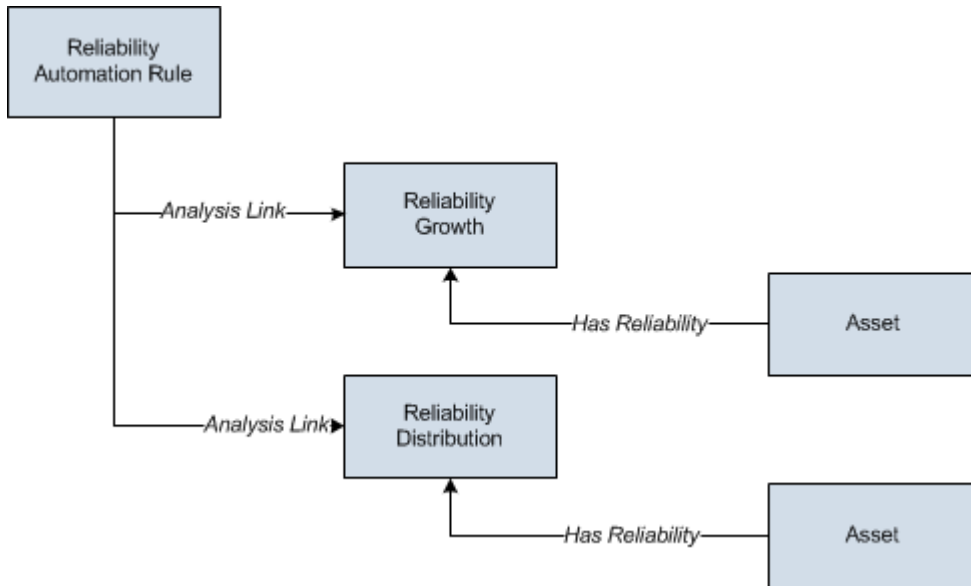 Reliability
Automation Rule
Analysis Link
Reliability
Growth
Has Reliability
Asset
Analysis Link
Reliability
Distribution
Has Reliability
Asset